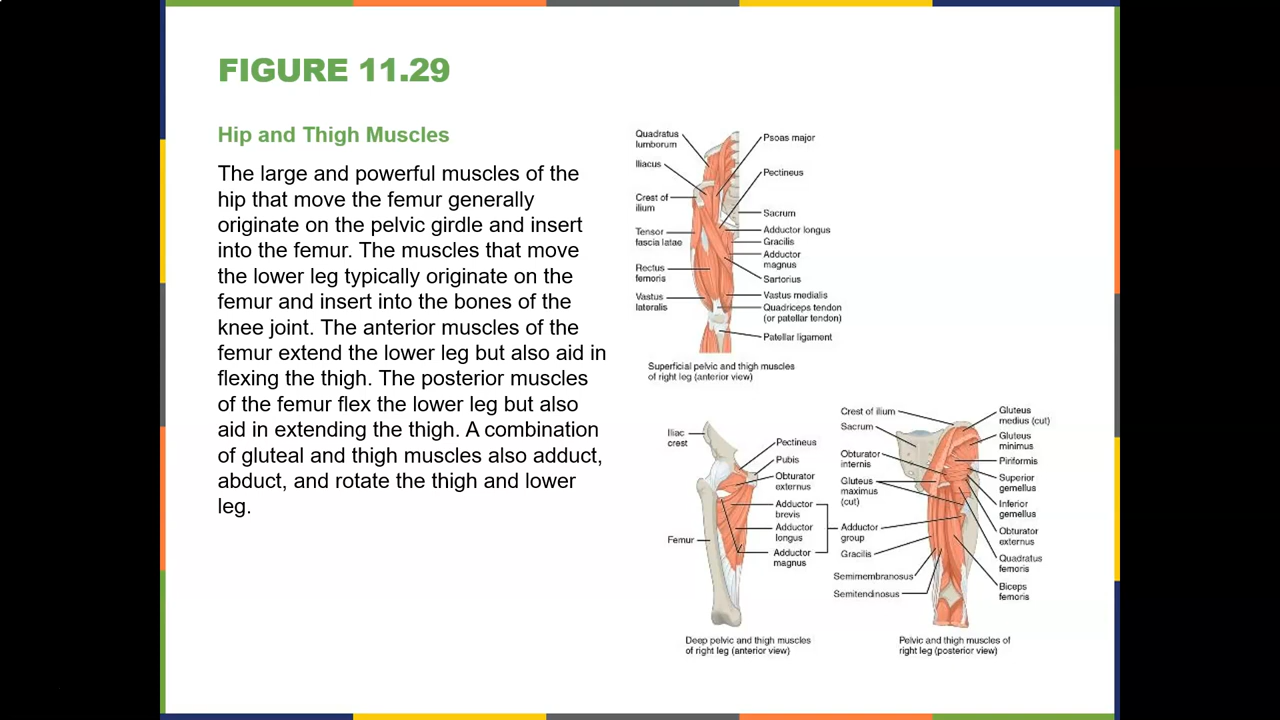 FIGURE 11.29
Hip and Thigh Muscles
The large and powerful muscles of the
hip that move the femur generally
originate on the pelvic girdle and insert
into the femur. The muscles that move
the lower leg typically originate on the
femur and insert into the bones of the
knee joint. The anterior muscles of the
femur extend the lower leg but also aid in
flexing the thigh. The posterior muscles
of the femur flex the lower leg but also
aid in extending the thigh. A combination
of gluteal and thigh muscles also adduct,
abduct, and rotate the thigh and lower
leg.
Quadratus
lumborum
Iliacus
Crest of
ilium
Tensor
fascia latae
Rectus
femoris
Vastus
lateralis
Psoas major
Pectineus
Sacrum
Adductor longus
Gracilis
Adductor
magnus
Sartorius
Vastus medialis
Quadriceps tendon
(or patellar tendon)
Patellar ligament
Superficial pelvic and thigh muscles
of right leg (anterior view)
Iliac
crest
Femur
Pectineus
Pubis
Obturator
externus
Adductor
brevis
Adductor
longus
Adductor
magnus
Deep pelvic and thigh muscles
of right leg (anterior view)
Crest of ilium
Sacrum
Obturator
internis
Gluteus
maximus
(cut)
Adductor
group
Gracilis
Semimembranosus
Semitendinosus
Gluteus
medius (cut)
Gluteus
minimus
Piriformis
Superior
gemellus
Inferior
gemellus
Obturator
externus
Quadratus
femoris
Biceps
femoris
Pelvic and thigh muscles of
right leg (posterior view)